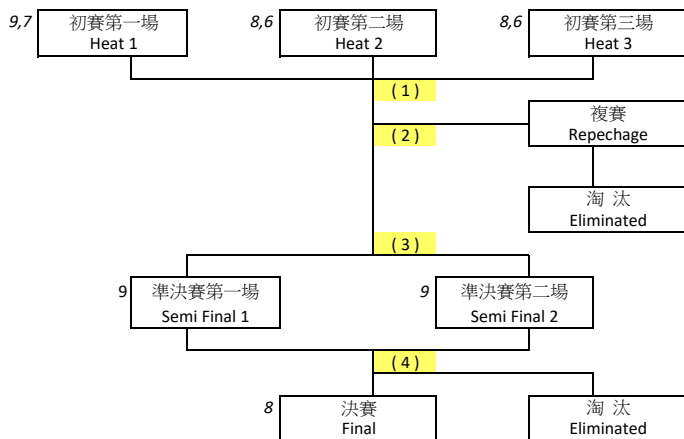 9,7
初賽第一場
Heat 1
8,6
初賽第二場
Heat 2
8,6
初賽第三場
Heat 3
( 1 )
( 2 )
複賽
Repechage
淘 汰
Eliminated
( 3 )
9
準決賽第一場
Semi Final 1
9
準決賽第二場
Semi Final 2
( 4 )
8
決賽
Final
淘 汰
Eliminated